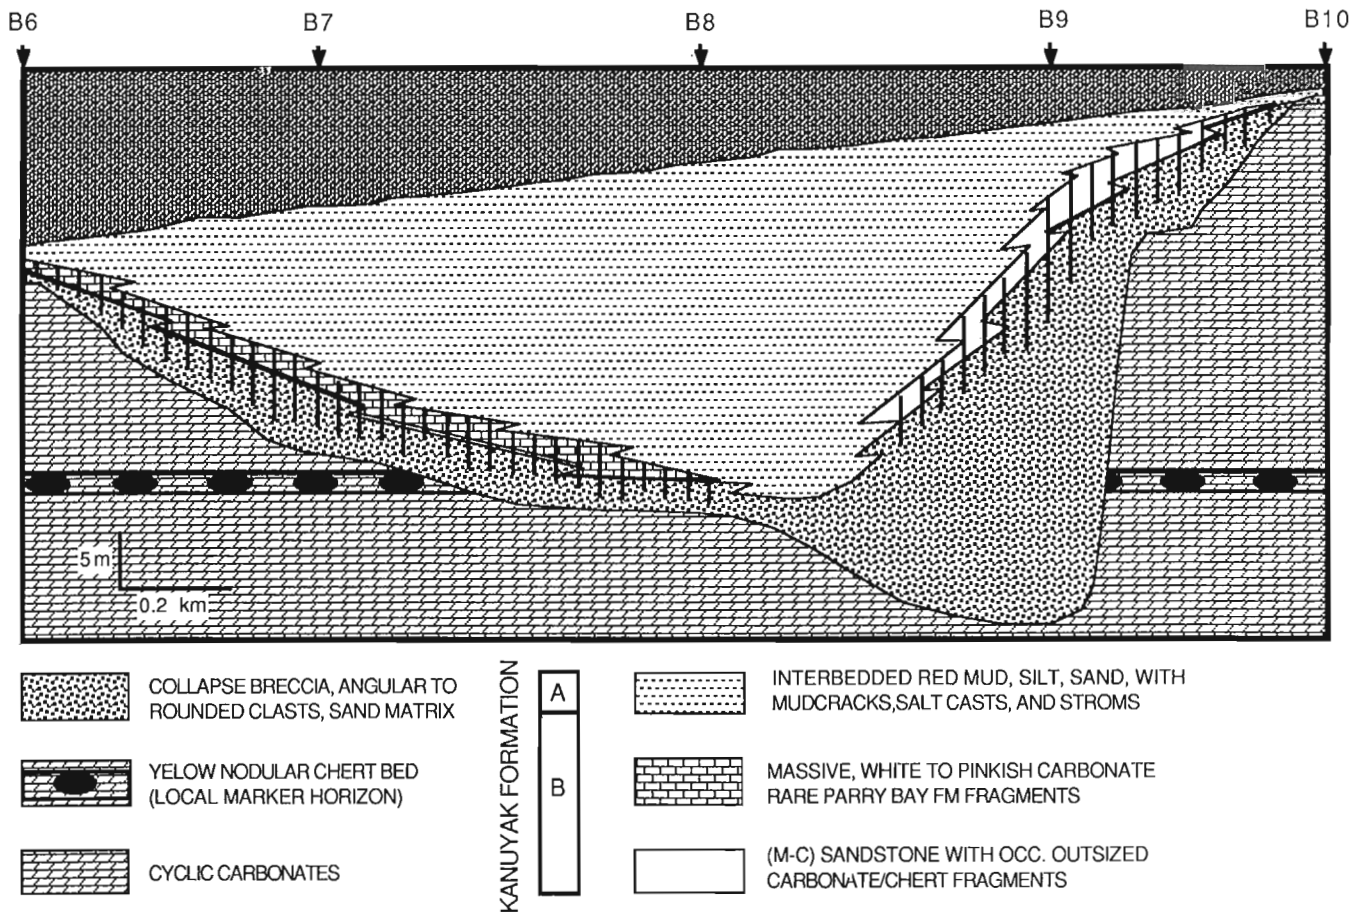 B6
B7
B8
B9
B10
5 m
0.2 km
COLLAPSE BRECCIA, ANGULAR TO
ROUNDED CLASTS, SAND MATRIX
YELOW NODULAR CHERT BED
(LOCAL MARKER HORIZON)
CYCLIC CARBONATES
KANUYAK FORMATION
A
B
INTERBEDDED RED MUD, SILT, SAND, WITH
MUDCRACKS,SALT CASTS, AND STROMS
MASSIVE, WHITE TO PINKISH CARBONATE
RARE PARRY BAY FM FRAGMENTS
(M-C) SANDSTONE WITH OCC. OUTSIZED
CARBONATE/CHERT FRAGMENTS